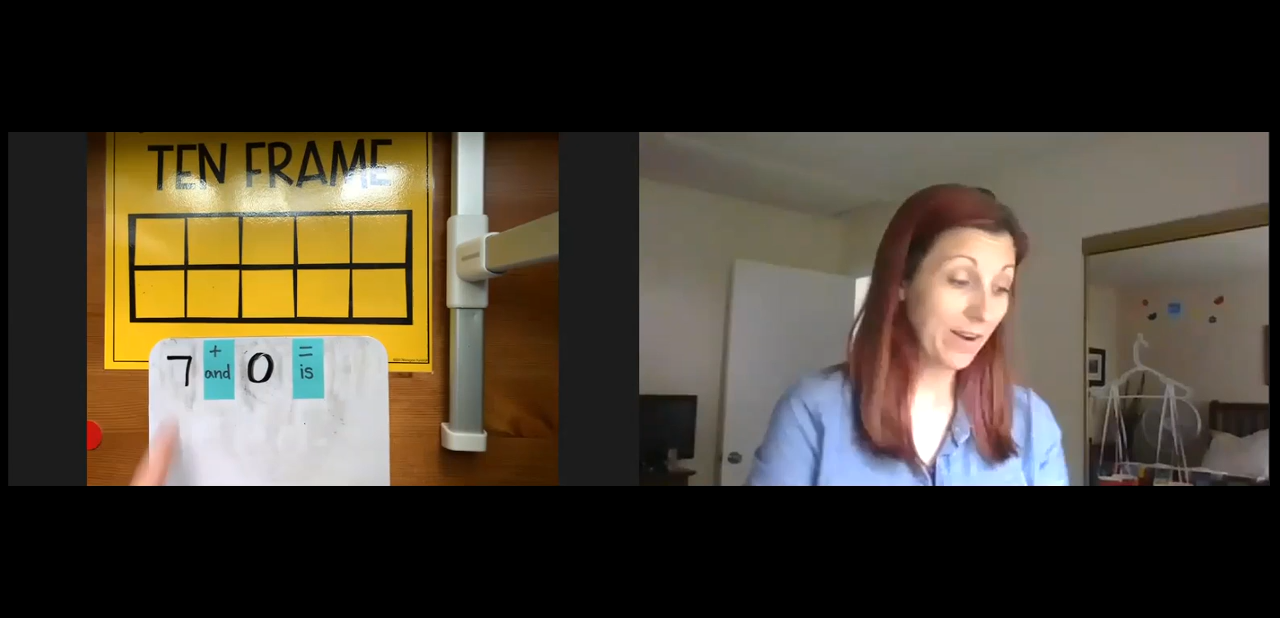 TEN FRAME
7 + and 0 = is